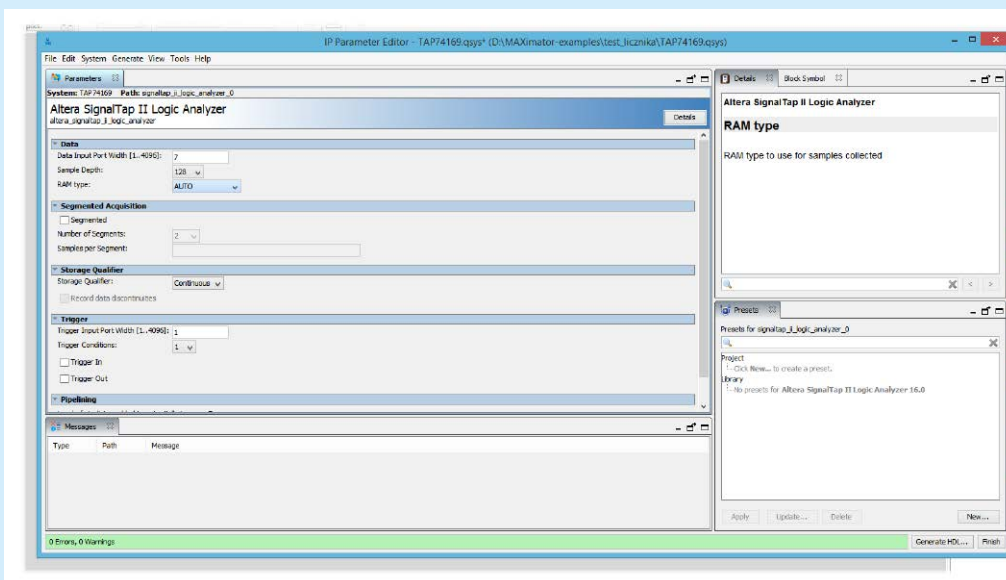 IP Parameter Editor - TAP74169.qsys* (D:\MAXimator-examples\test_licznika\TAP74169.qsys)
File Edit System Generate View Tools Help
Parameters
System: TAP74169 Path: signaltap_ii_logic_analyzer_0
Altera SignalTap II Logic Analyzer
altera_signaltap_ii_logic_analyzer
Details
Data
Data Input Port Width [1..4096]: 7
Sample Depth: 128
RAM type: AUTO
Segmented Acquisition
Segmented
Number of Segments: 2
Samples per Segment:
Storage Qualifier
Storage Qualifier: Continuous
Record data discontinuities
Trigger
Trigger Input Port Width [1..4096]: 1
Trigger Conditions: 1
Trigger In
Trigger Out
Pipelining
Messages
Type Path Message
0 Errors, 0 Warnings
Details Block Symbol
Altera SignalTap II Logic Analyzer
RAM type
RAM type to use for samples collected
Presets
Presets for signaltap_ii_logic_analyzer_0
Project
Click New... to create a preset.
Library
No presets for Altera SignalTap II Logic Analyzer 16.0
Apply Update... Delete New...
Generate HDL... Finish